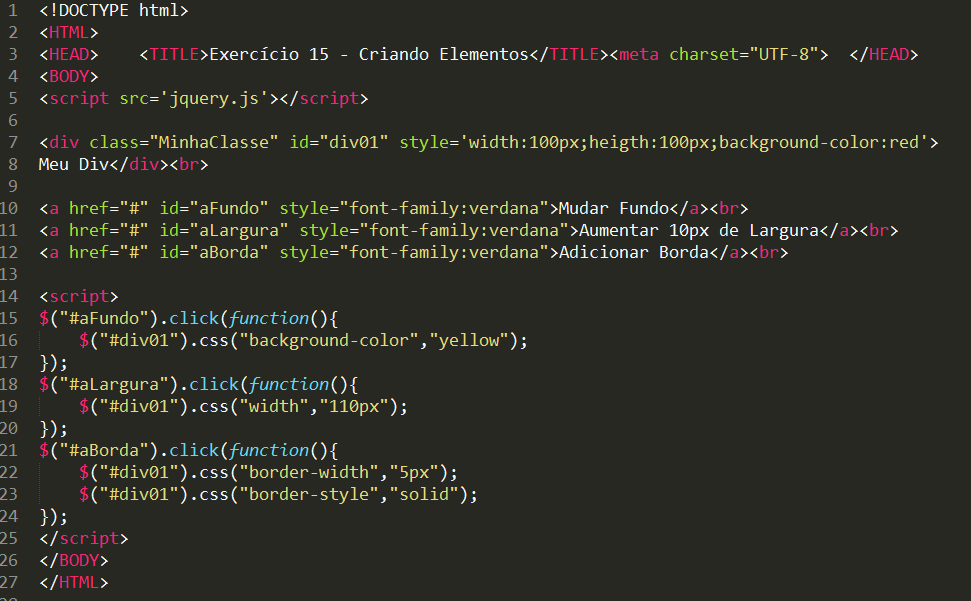 1 <!DOCTYPE html>
2 <HTML>
3 <HEAD>    <TITLE>Exercício 15 - Criando Elementos</TITLE><meta charset="UTF-8">  </HEAD>
4 <BODY>
5 <script src='jquery.js'></script>
6
7 <div class="MinhaClasse" id="div01" style='width:100px;heigth:100px;background-color:red'>
8 Meu Div</div><br>
9
10 <a href="#" id="aFundo" style="font-family:verdana">Mudar Fundo</a><br>
11 <a href="#" id="aLargura" style="font-family:verdana">Aumentar 10px de Largura</a><br>
12 <a href="#" id="aBorda" style="font-family:verdana">Adicionar Borda</a><br>
13
14 <script>
15 $("#aFundo").click(function(){
16     $("#div01").css("background-color","yellow");
17 });
18 $("#aLargura").click(function(){
19     $("#div01").css("width","110px");
20 });
21 $("#aBorda").click(function(){
22     $("#div01").css("border-width","5px");
23     $("#div01").css("border-style","solid");
24 });
25 </script>
26 </BODY>
27 </HTML>